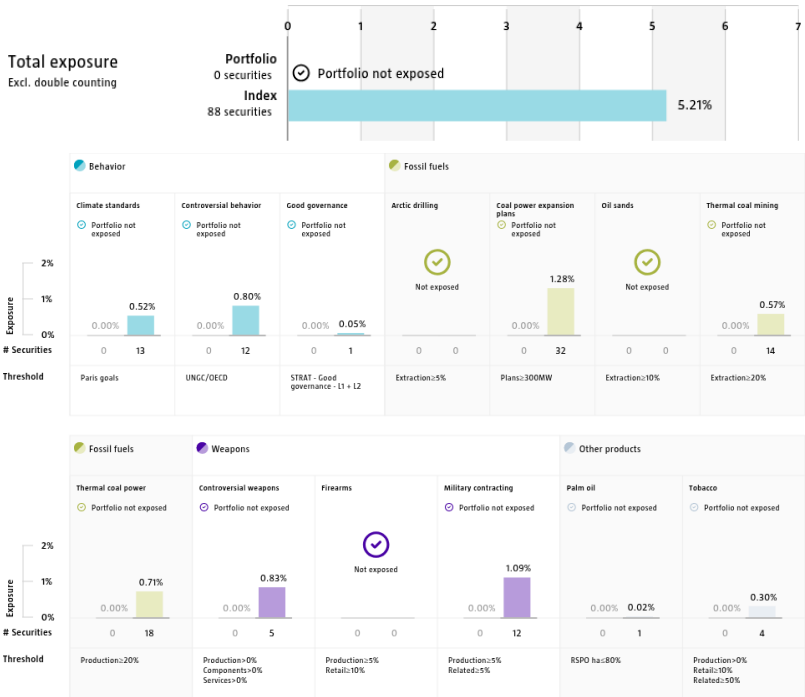 0 1 2 3 4 5 6 7
Total exposure
Excl. double counting
Portfolio
0 securities
Portfolio not exposed
Index
88 securities
5.21%
Behavior
Fossil fuels
Climate standards
Controversial behavior
Good governance
Arctic drilling
Coal power expansion
plans
Oil sands
Thermal coal mining
Portfolio not
exposed
Portfolio not
exposed
Portfolio not
exposed
Portfolio not
exposed
Portfolio not
exposed
Not exposed
Not exposed
Exposure
2%
1%
0%
0.00% 0.52%
0.00% 0.80%
0.00% 0.05%
1.28%
0.00%
0.57%
0.00%
# Securities
0 13 0 12 0 1 0 0 0 32 0 0 0 14
Threshold
Paris goals
UNGC/OECD
STRAT - Good
governance - L1 + L2
Extraction≥5%
Plans≥300MW
Extraction≥10%
Extraction≥20%
Fossil fuels
Weapons
Other products
Thermal coal power
Controversial weapons
Firearms
Military contracting
Palm oil
Tobacco
Portfolio not exposed
Portfolio not exposed
Portfolio not exposed
Portfolio not exposed
Portfolio not exposed
Not exposed
Exposure
2%
1%
0%
0.00% 0.71%
0.00% 0.83%
0.00% 1.09%
0.00% 0.02%
0.00% 0.30%
# Securities
0 18 0 5 0 0 0 12 0 1 0 4
Threshold
Production≥20%
Production>0%
Components>0%
Services>0%
Production≥5%
Retail≥10%
Production≥5%
Related≥5%
RSPO ha≤80%
Production>0%
Retail≥10%
Related≥50%